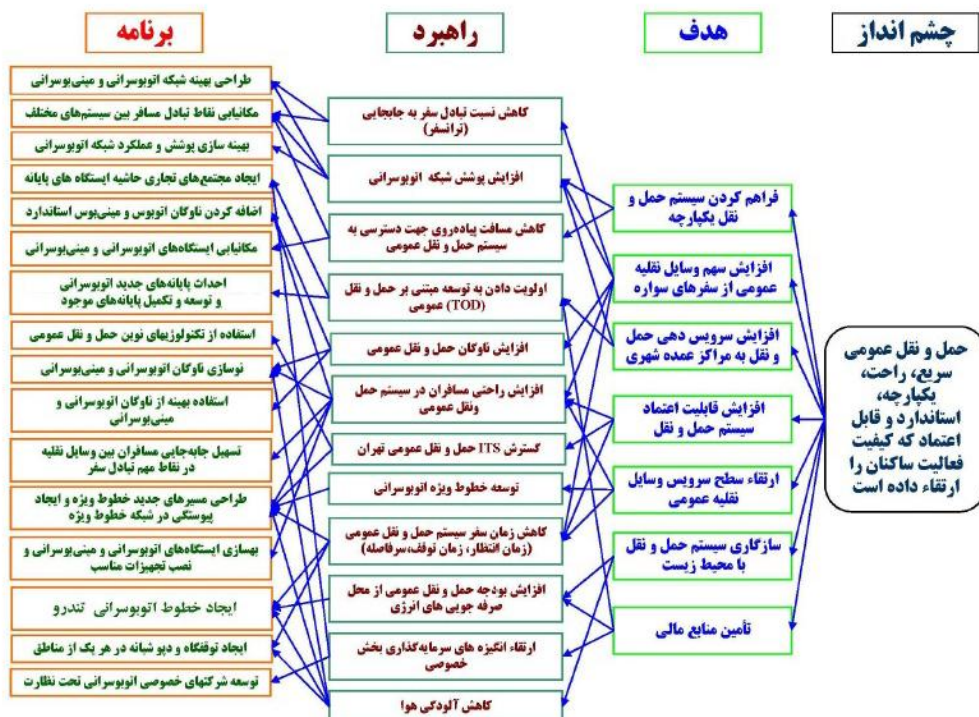 چشم انداز
هدف
راهبرد
برنامه
حمل و نقل عمومی
سریع، راحت،
یکپارچه،
استاندارد و قابل
اعتماد که کیفیت
فعالیت ساکنان را
ارتقاء داده است
فراهم کردن سیستم حمل و
نقل یکپارچه
افزایش سهم وسایل نقلیه
عمومی از سفرهای سواره
افزایش سرویس دهی حمل
و نقل به مراکز عمده شهری
افزایش قابلیت اعتماد
سیستم حمل و نقل
ارتقاء سطح سرویس وسایل
نقلیه عمومی
سازگاری سیستم حمل و نقل
با محیط زیست
تأمین منابع مالی
کاهش نسبت تبادل سفر به جابجایی
(ترانسفر)
افزایش پوشش شبکه اتوبوسرانی
کاهش مسافت پیاده‌روی جهت دسترسی به
سیستم حمل و نقل عمومی
اولویت دادن به توسعه مبتنی بر حمل و نقل
عمومی (TOD)
افزایش ناوگان حمل و نقل عمومی
افزایش راحتی مسافران در سیستم حمل
ونقل عمومی
گسترش ITS حمل و نقل عمومی تهران
توسعه خطوط ویژه اتوبوسرانی
کاهش زمان سفر سیستم حمل و نقل عمومی
(زمان انتظار، زمان توقف،سرفاصله)
افزایش بودجه حمل و نقل عمومی از محل
صرفه جویی های انرژی
ارتقاء انگیزه های سرمایه‌گذاری بخش
خصوصی
کاهش آلودگی هوا
طراحی بهینه شبکه اتوبوسرانی و مینی‌بوسرانی
مکانیابی نقاط تبادل مسافر بین سیستم‌های مختلف
بهینه سازی پوشش و عملکرد شبکه اتوبوسرانی
ایجاد مجتمع‌های تجاری حاشیه ایستگاه های پایانه
اضافه کردن ناوگان اتوبوس و مینی‌بوس استاندارد
مکانیابی ایستگاه‌های اتوبوسرانی و مینی‌بوسرانی
احداث پایانه‌های جدید اتوبوسرانی
و توسعه و تکمیل پایانه‌های موجود
استفاده از تکنولوژیهای نوین حمل و نقل عمومی
نوسازی ناوگان اتوبوسرانی و مینی‌بوسرانی
استفاده بهینه از ناوگان اتوبوسرانی و
مینی‌بوسرانی
تسهیل جابه‌جایی مسافران بین وسایل نقلیه
در نقاط مهم تبادل سفر
طراحی مسیرهای جدید خطوط ویژه و ایجاد
پیوستگی در شبکه خطوط ویژه
بهسازی ایستگاه‌های اتوبوسرانی و مینی‌بوسرانی و
نصب تجهیزات مناسب
ایجاد خطوط اتوبوسرانی تندرو
ایجاد توقفگاه و دپو شبانه در هر یک از مناطق
توسعه شرکتهای خصوصی اتوبوسرانی تحت نظارت